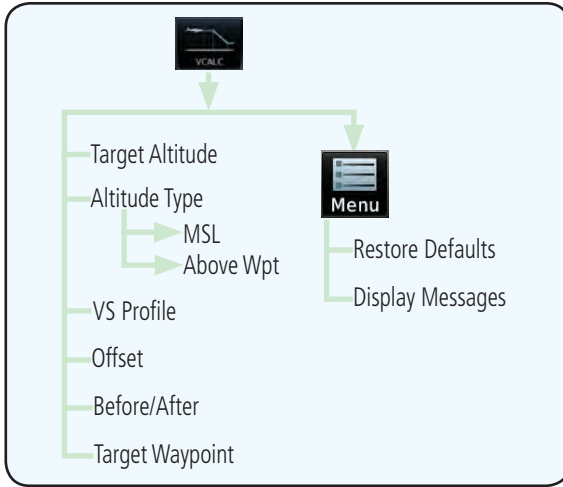 VCALC
Target Altitude
Altitude Type
MSL
Above Wpt
VS Profile
Offset
Before/After
Target Waypoint
Menu
Restore Defaults
Display Messages